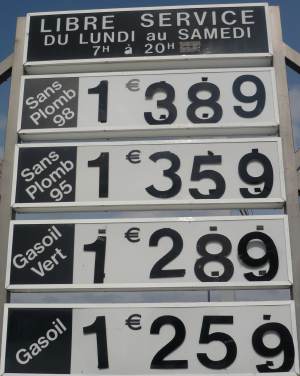 LIBRE SERVICE
DU LUNDI au SAMEDI
7H à 20H
Sans Plomb 98
1€389
Sans Plomb 95
1€359
Gasoil Vert
1€289
Gasoil
1€259